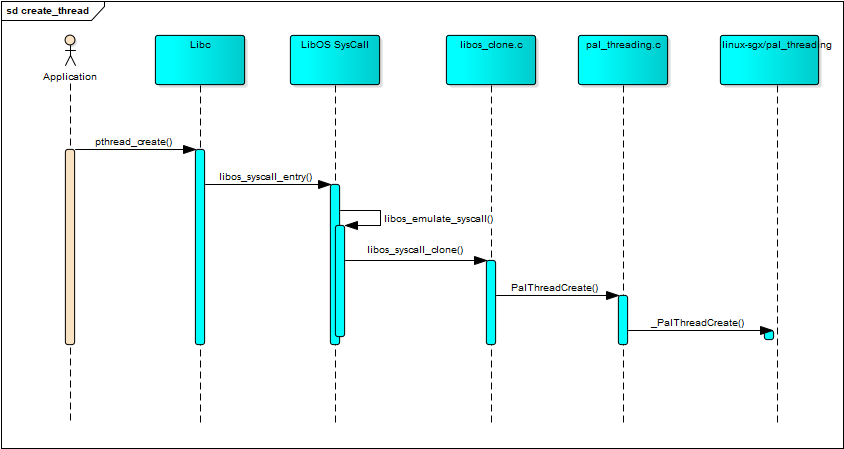 sd create_thread
Libc
LibOS SysCall
libos_clone.c
pal_threading.c
linux-sgx/pal_threading
Application
pthread_create()
libos_syscall_entry()
libos_emulate_syscall()
libos_syscall_clone()
PalThreadCreate()
_PalThreadCreate()